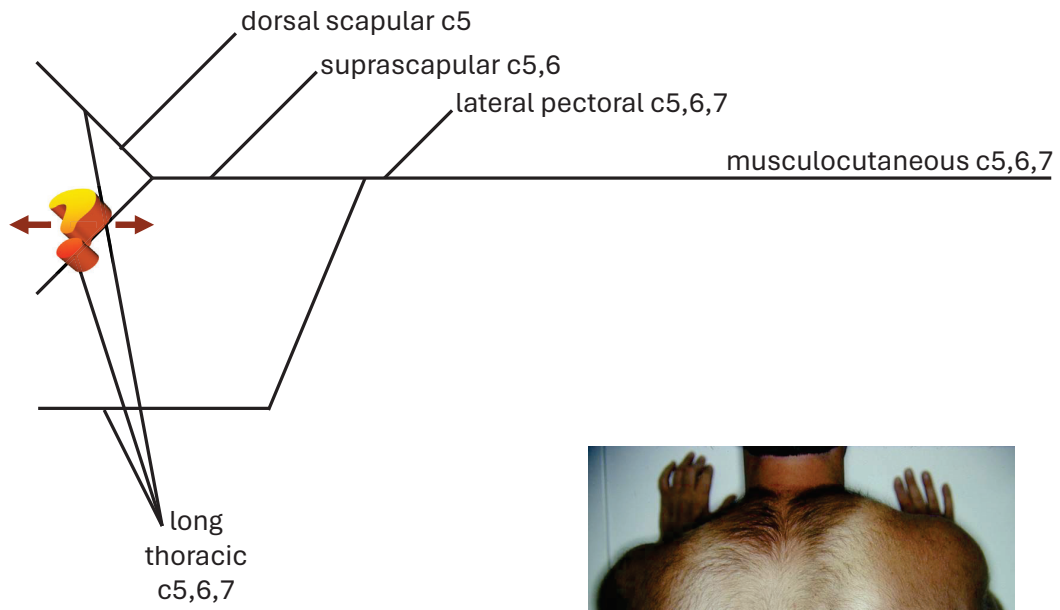 dorsal scapular c5
suprascapular c5,6
lateral pectoral c5,6,7
musculocutaneous c5,6,7
long
thoracic
c5,6,7